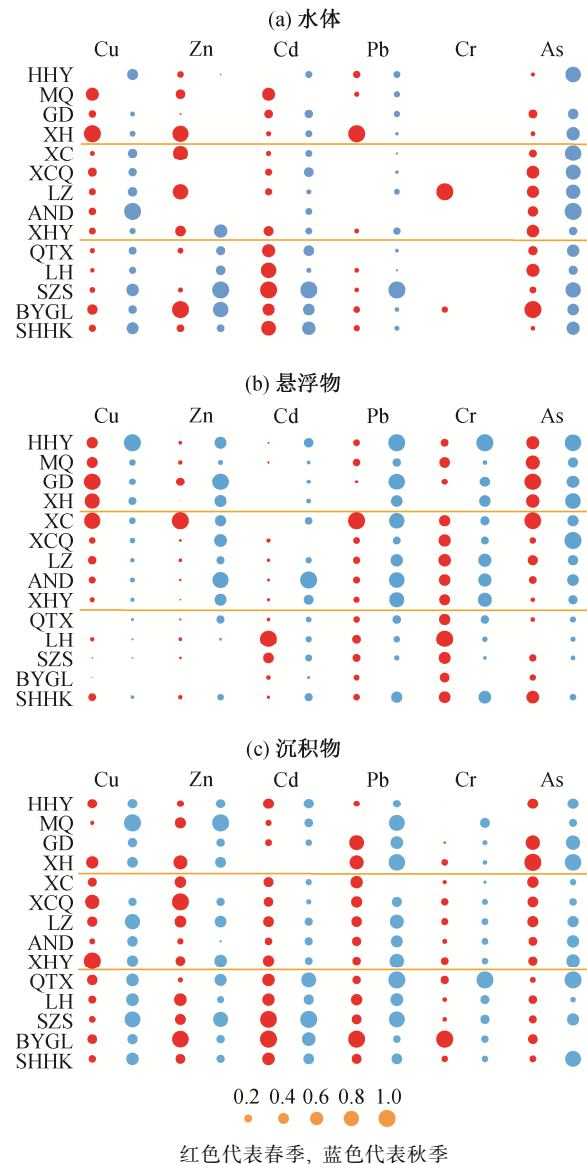 (a) 水体
Cu Zn Cd Pb Cr As
HHY
MQ
GD
XH
XC
XCQ
LZ
AND
XHY
QTX
LH
SZS
BYGL
SHHK
(b) 悬浮物
Cu Zn Cd Pb Cr As
HHY
MQ
GD
XH
XC
XCQ
LZ
AND
XHY
QTX
LH
SZS
BYGL
SHHK
(c) 沉积物
Cu Zn Cd Pb Cr As
HHY
MQ
GD
XH
XC
XCQ
LZ
AND
XHY
QTX
LH
SZS
BYGL
SHHK
0.2 0.4 0.6 0.8 1.0
红色代表春季, 蓝色代表秋季